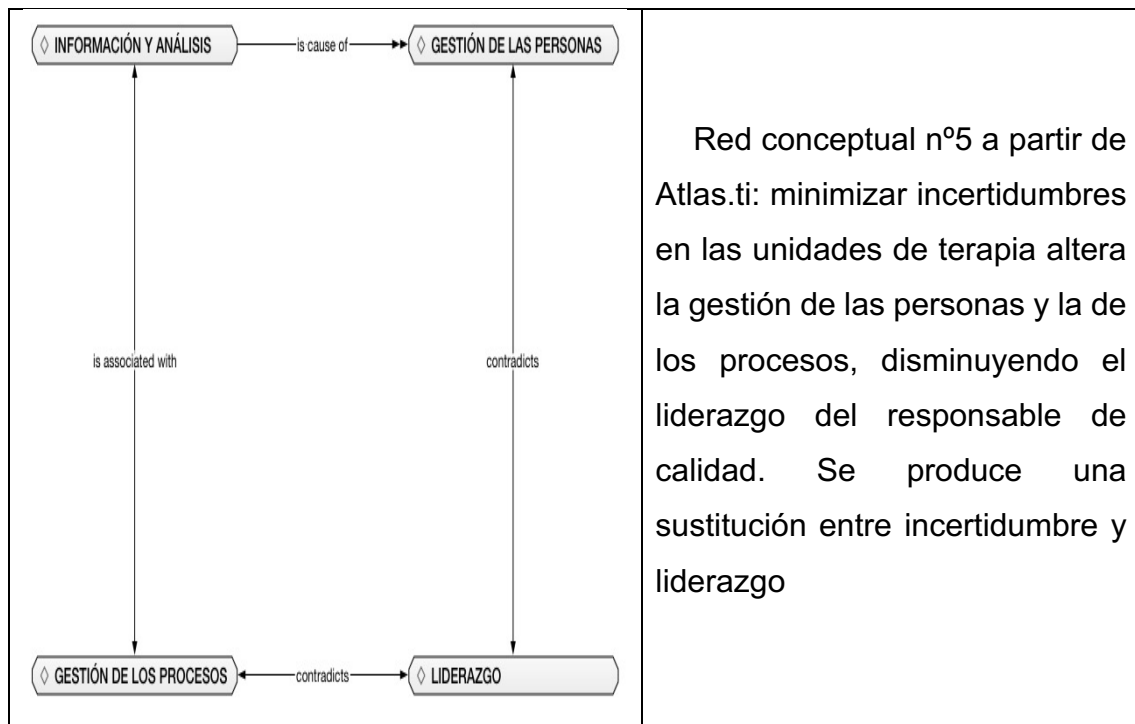 INFORMACIÓN Y ANÁLISIS
is cause of
GESTIÓN DE LAS PERSONAS
is associated with
contradicts
GESTIÓN DE LOS PROCESOS
contradicts
LIDERAZGO
Red conceptual nº5 a partir de
Atlas.ti: minimizar incertidumbres
en las unidades de terapia altera
la gestión de las personas y la de
los procesos, disminuyendo el
liderazgo del responsable de
calidad. Se produce una
sustitución entre incertidumbre y
liderazgo